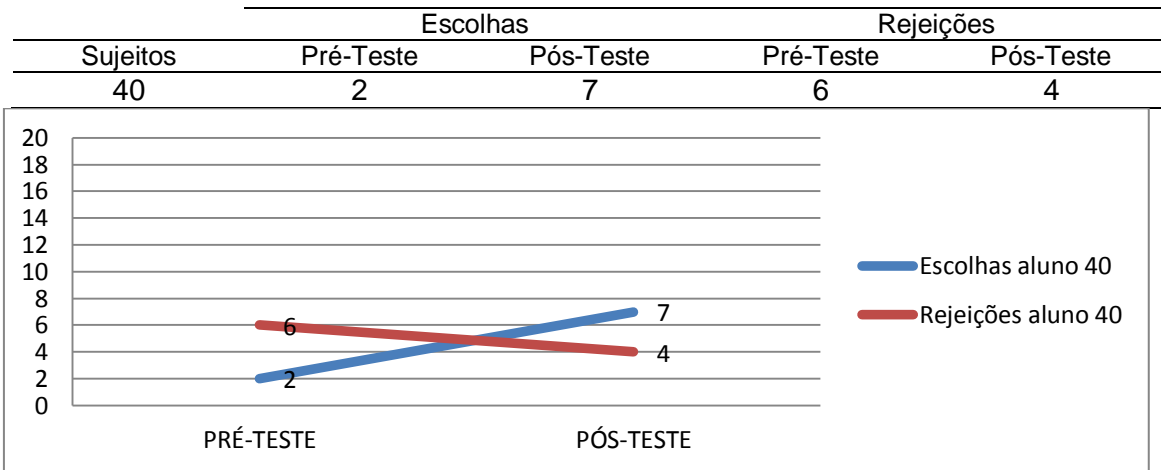 Escolhas Rejeições
Sujeitos Pré-Teste Pós-Teste Pré-Teste Pós-Teste
40 2 7 6 4
20
18
16
14
12
10
8
6
4
2
0
6
2
7
4
PRÉ-TESTE PÓS-TESTE
Escolhas aluno 40
Rejeições aluno 40